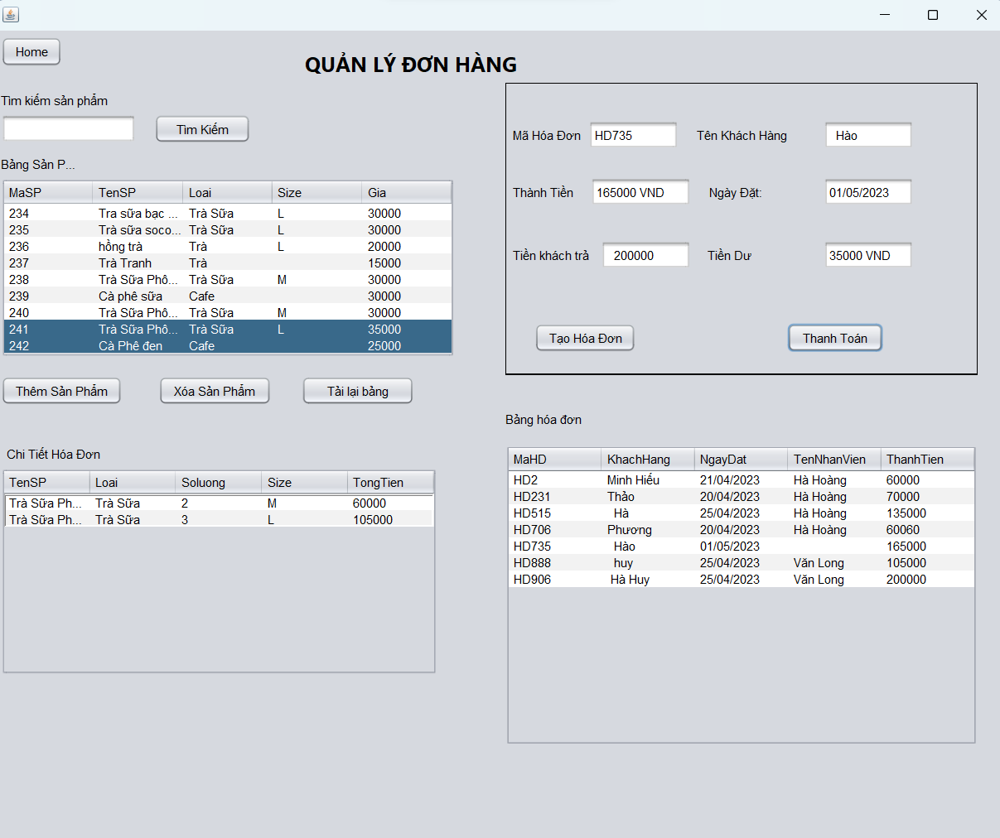 Home
QUẢN LÝ ĐƠN HÀNG
Tìm kiếm sản phẩm
Tìm Kiếm
Bảng Sản P...
MaSP TenSP Loai Size Gia
234 Tra sữa bạc ... Trà Sữa L 30000
235 Trà sữa soco... Trà Sữa L 30000
236 hồng trà Trà L 20000
237 Trà Tranh Trà 15000
238 Trà Sữa Phô... Trà Sữa M 30000
239 Cà phê sữa Cafe 30000
240 Trà Sữa Phô... Trà Sữa M 30000
241 Trà Sữa Phô... Trà Sữa L 35000
242 Cà Phê đen Cafe 25000
Thêm Sản Phẩm Xóa Sản Phẩm Tải lại bảng
Chi Tiết Hóa Đơn
TenSP Loai Soluong Size TongTien
Trà Sữa Ph... Trà Sữa 2 M 60000
Trà Sữa Ph... Trà Sữa 3 L 105000
Mã Hóa Đơn HD735 Tên Khách Hàng Hào
Thành Tiền 165000 VND Ngày Đặt: 01/05/2023
Tiền khách trả 200000 Tiền Dư 35000 VND
Tạo Hóa Đơn Thanh Toán
Bảng hóa đơn
MaHD KhachHang NgayDat TenNhanVien ThanhTien
HD2 Minh Hiếu 21/04/2023 Hà Hoàng 60000
HD231 Thảo 20/04/2023 Hà Hoàng 70000
HD515 Hà 25/04/2023 Hà Hoàng 135000
HD706 Phương 20/04/2023 Hà Hoàng 60060
HD735 Hào 01/05/2023 165000
HD888 huy 25/04/2023 Văn Long 105000
HD906 Hà Huy 25/04/2023 Văn Long 200000